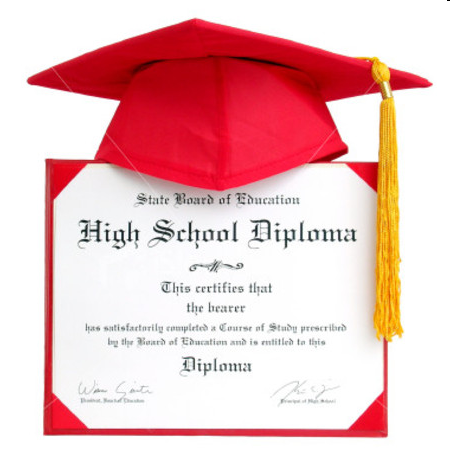 State Board of Education
High School Diploma
This certifies that
the bearer
has satisfactorily completed a Course of Study prescribed
by the Board of Education and is entitled to this
Diploma
President, Board of Education
Principal of High School